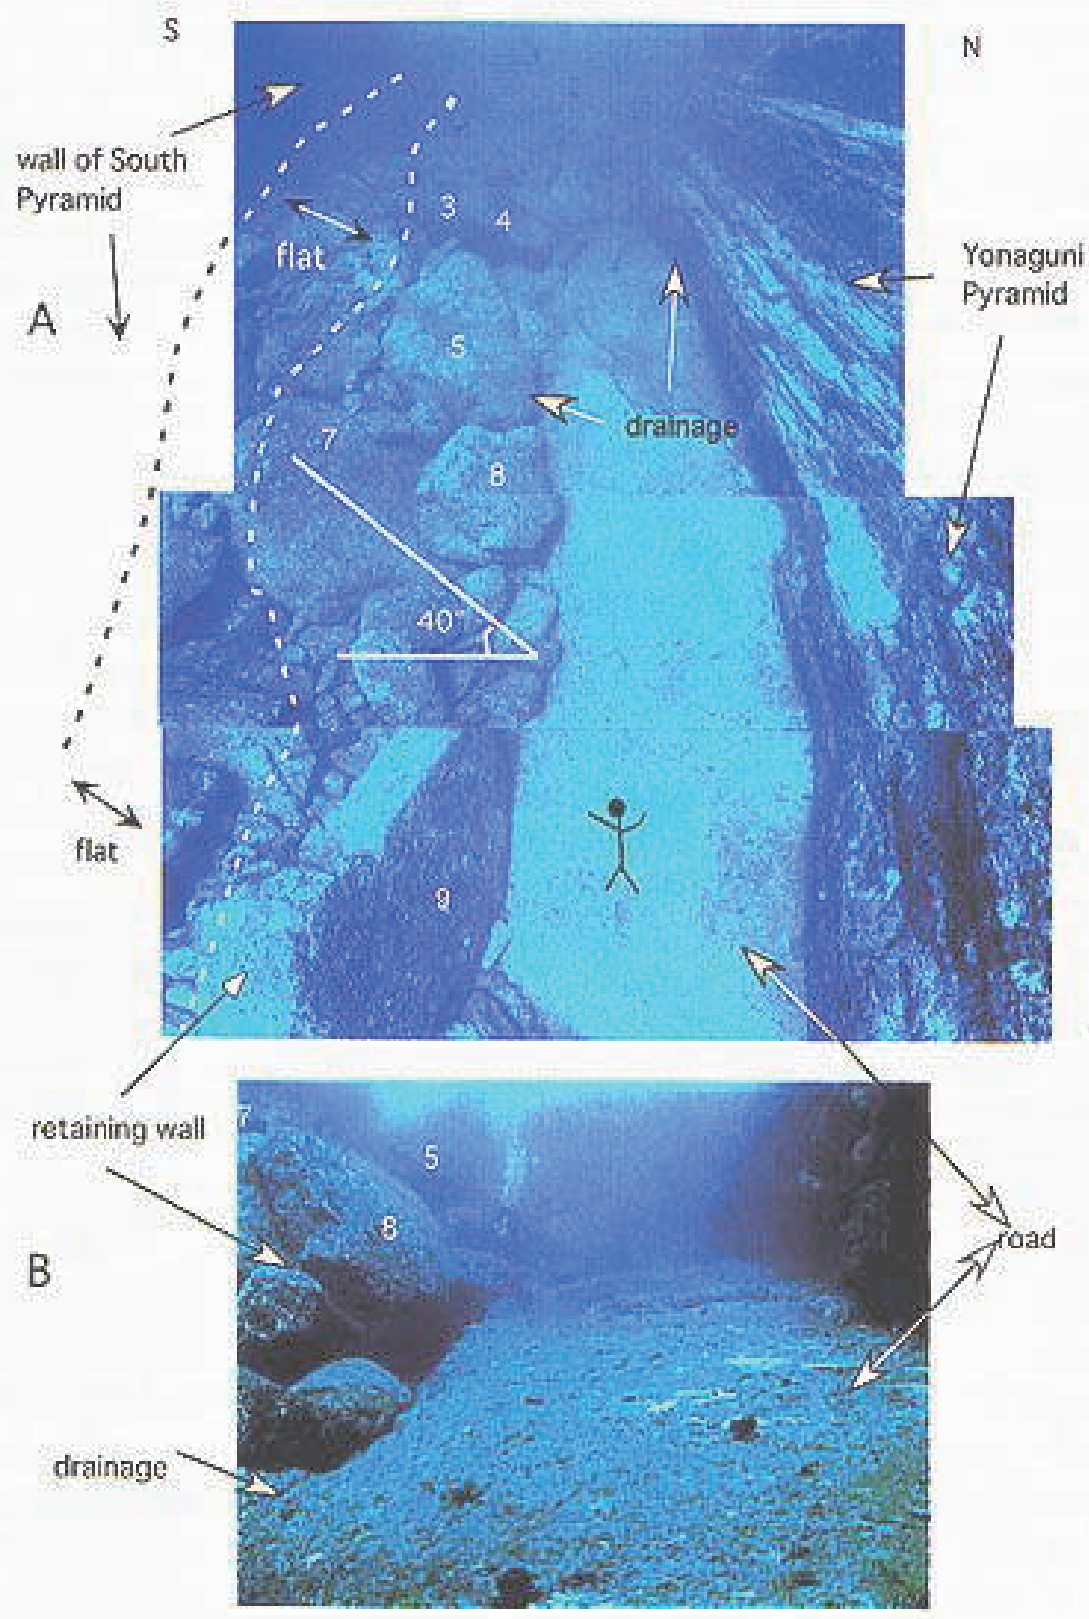 S
N
wall of South
Pyramid
3
4
flat
Yonaguni
Pyramid
A
5
drainage
7
8
40°
flat
9
retaining wall
7
5
8
road
B
drainage